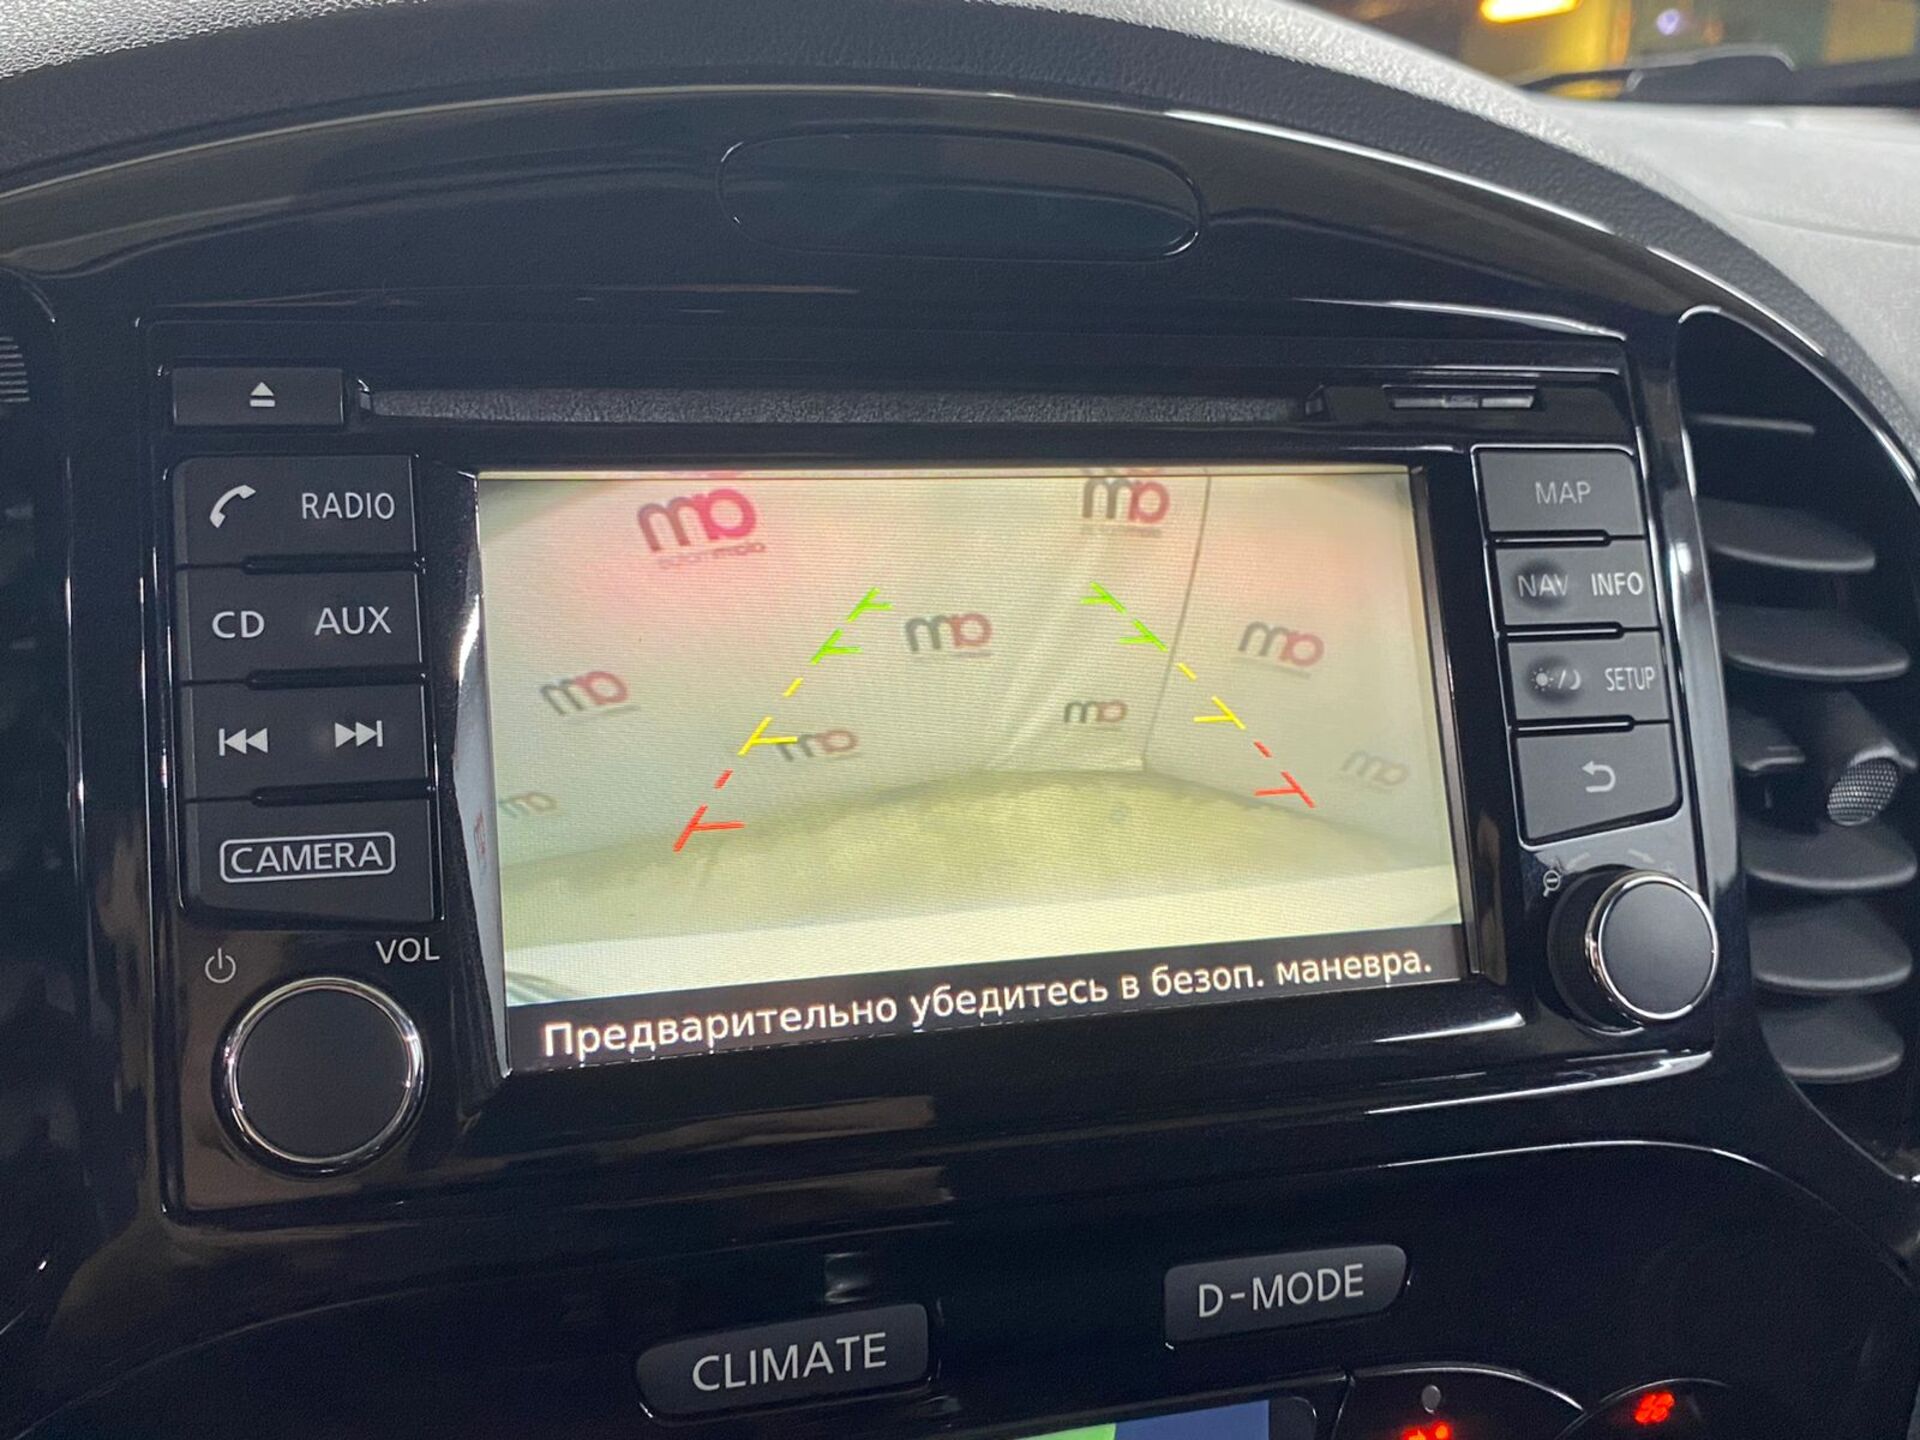 RADIO
CD AUX
CAMERA
VOL
MAP
NAV INFO
SETUP
Предварительно убедитесь в безоп. маневра.
D-MODE
CLIMATE